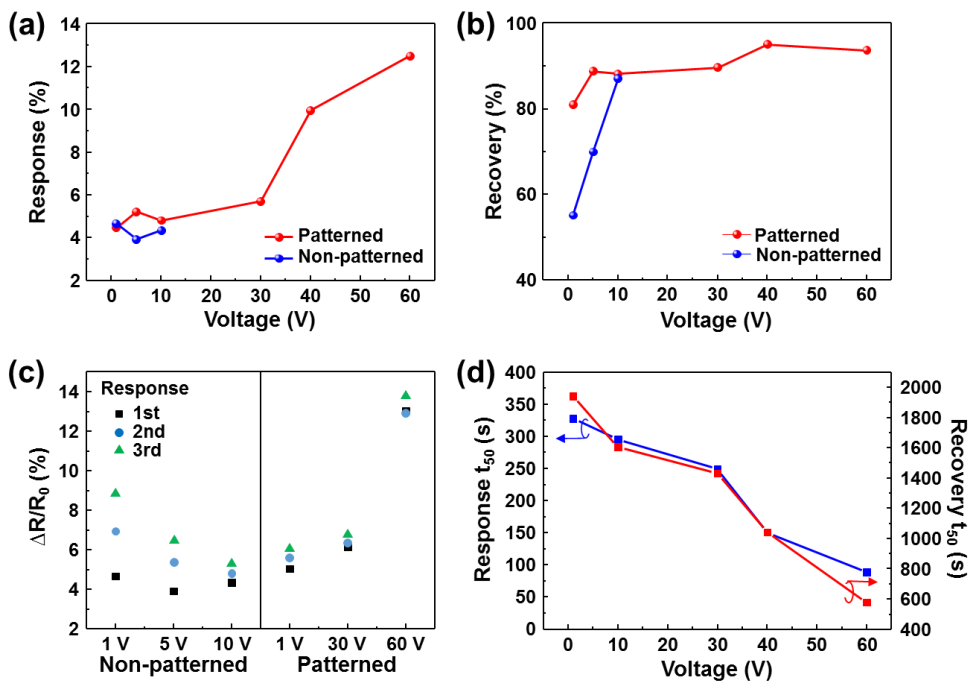 (a)
Response (%)
14
12
10
8
6
4
2
Patterned
Non-patterned
0 10 20 30 40 50 60
Voltage (V)
(b)
Recovery (%)
100
90
80
70
60
50
40
Patterned
Non-patterned
0 10 20 30 40 50 60
Voltage (V)
(c)
ΔR/R0 (%)
14
12
10
8
6
4
2
Response
1st
2nd
3rd
1 V 5 V 10 V 1 V 30 V 60 V
Non-patterned Patterned
(d)
Response t50 (s)
400
350
300
250
200
150
100
50
0
2000
1800
1600
1400
1200
1000
800
600
400
Recovery t50 (s)
0 10 20 30 40 50 60
Voltage (V)